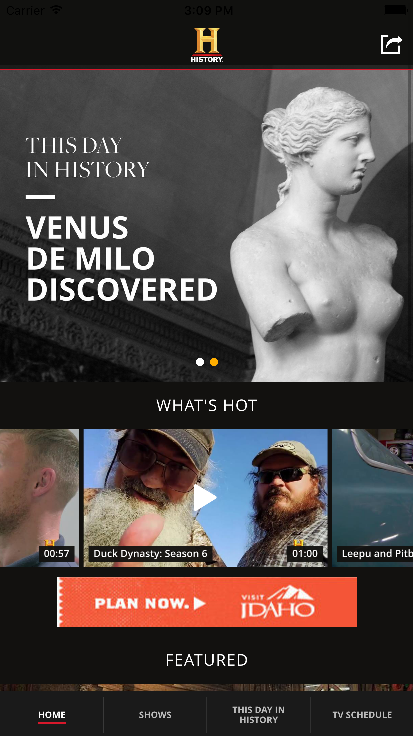 Carrier 3:09 PM
H
HISTORY
THIS DAY
IN HISTORY
VENUS
DE MILO
DISCOVERED
WHAT'S HOT
00:57
Duck Dynasty: Season 6
01:00
Leepu and Pitb
PLAN NOW.
VISIT
IDAHO
FEATURED
HOME
SHOWS
THIS DAY IN
HISTORY
TV SCHEDULE